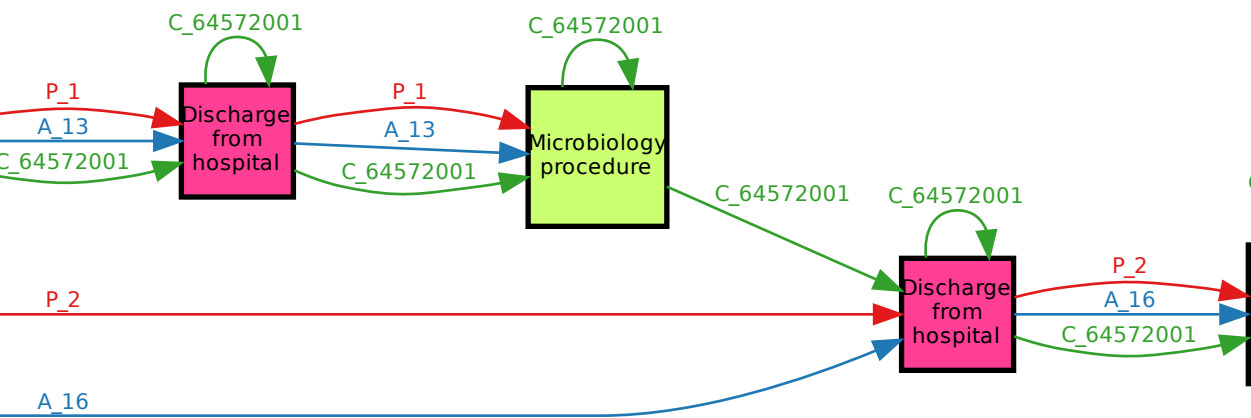 C_64572001
C_64572001
P_1
A_13
C_64572001
Discharge
from
hospital
P_1
A_13
C_64572001
Microbiology
procedure
C_64572001
C_64572001
P_2
A_16
Discharge
from
hospital
P_2
A_16
C_64572001